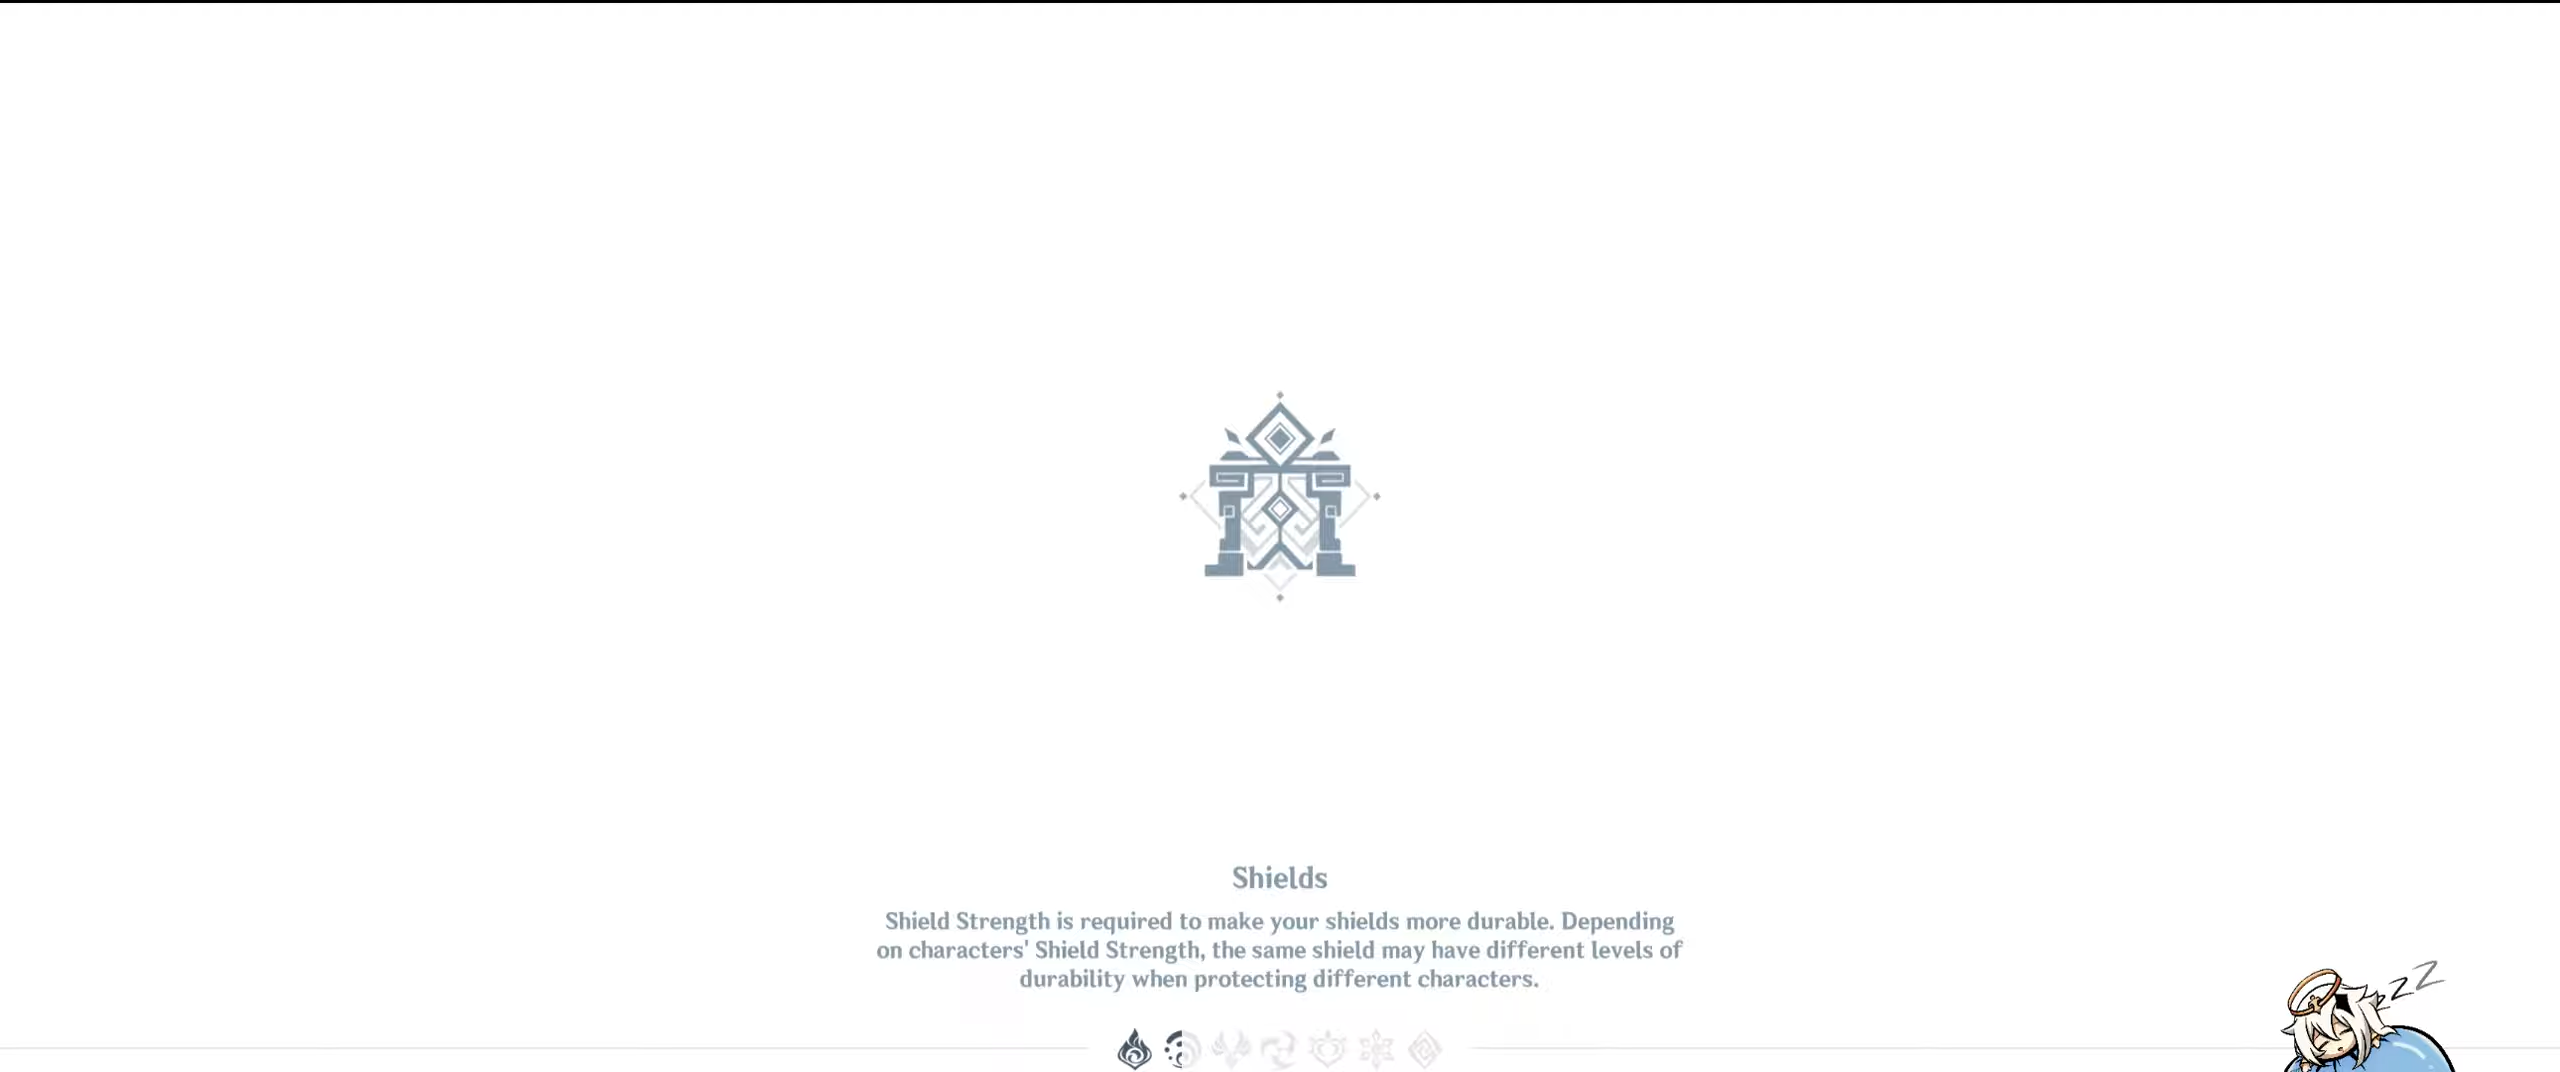 Shields
Shield Strength is required to make your shields more durable. Depending
on characters' Shield Strength, the same shield may have different levels of
durability when protecting different characters.
zZZ